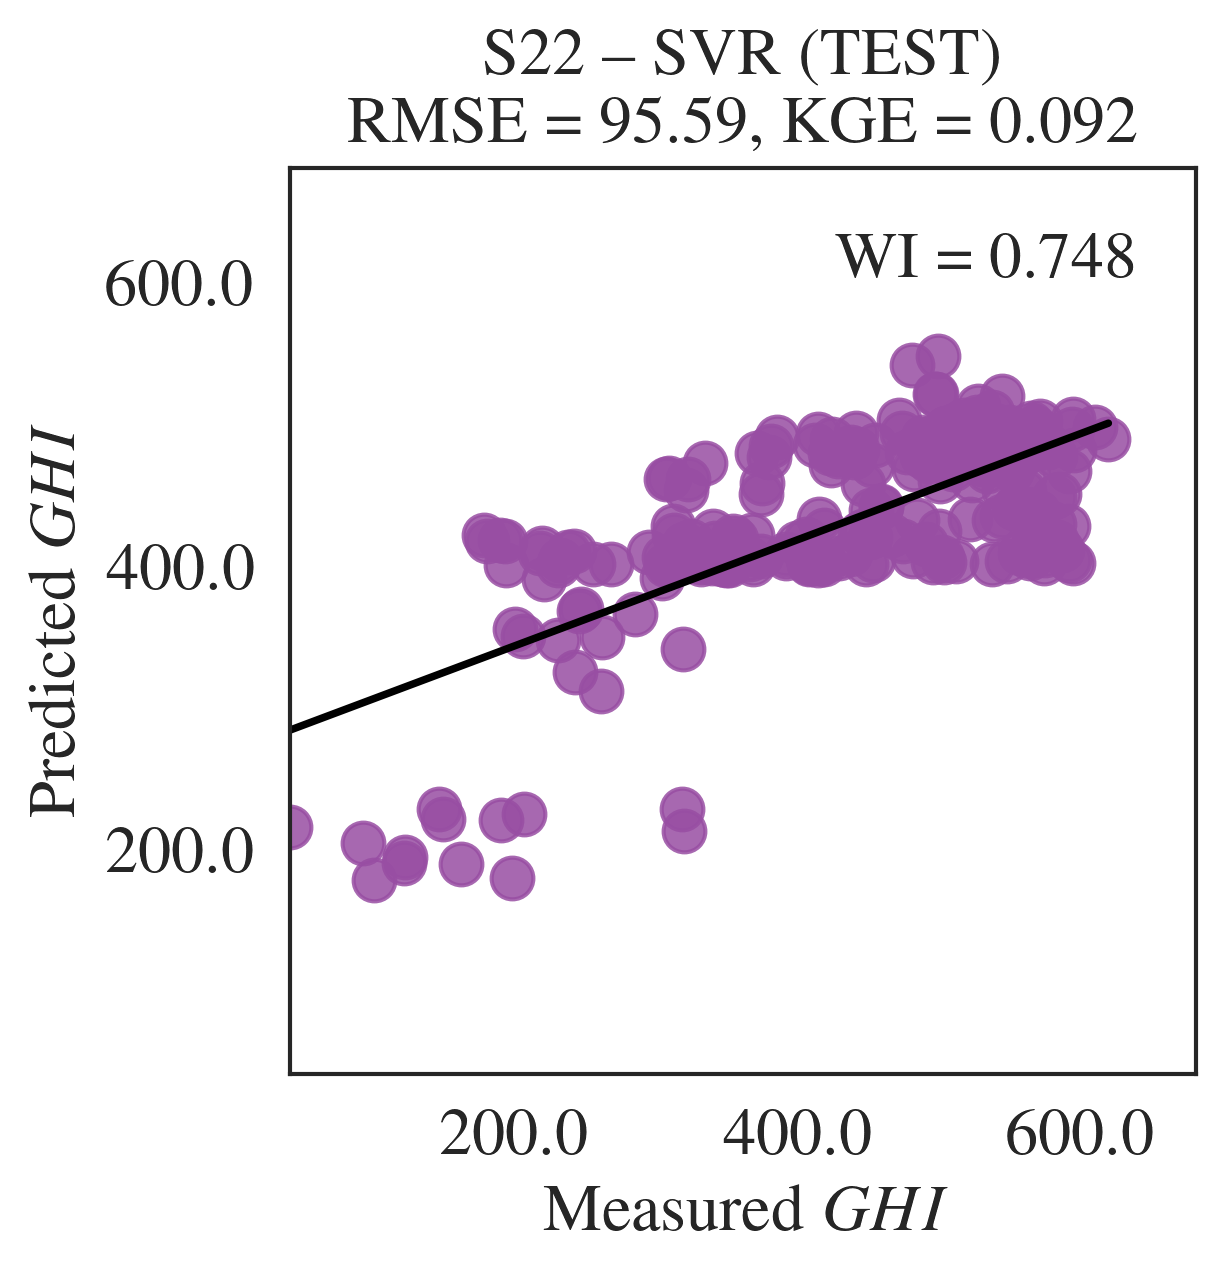 S22 – SVR (TEST)
RMSE = 95.59, KGE = 0.092
WI = 0.748
600.0
400.0
200.0
Predicted GHI
200.0 400.0 600.0
Measured GHI